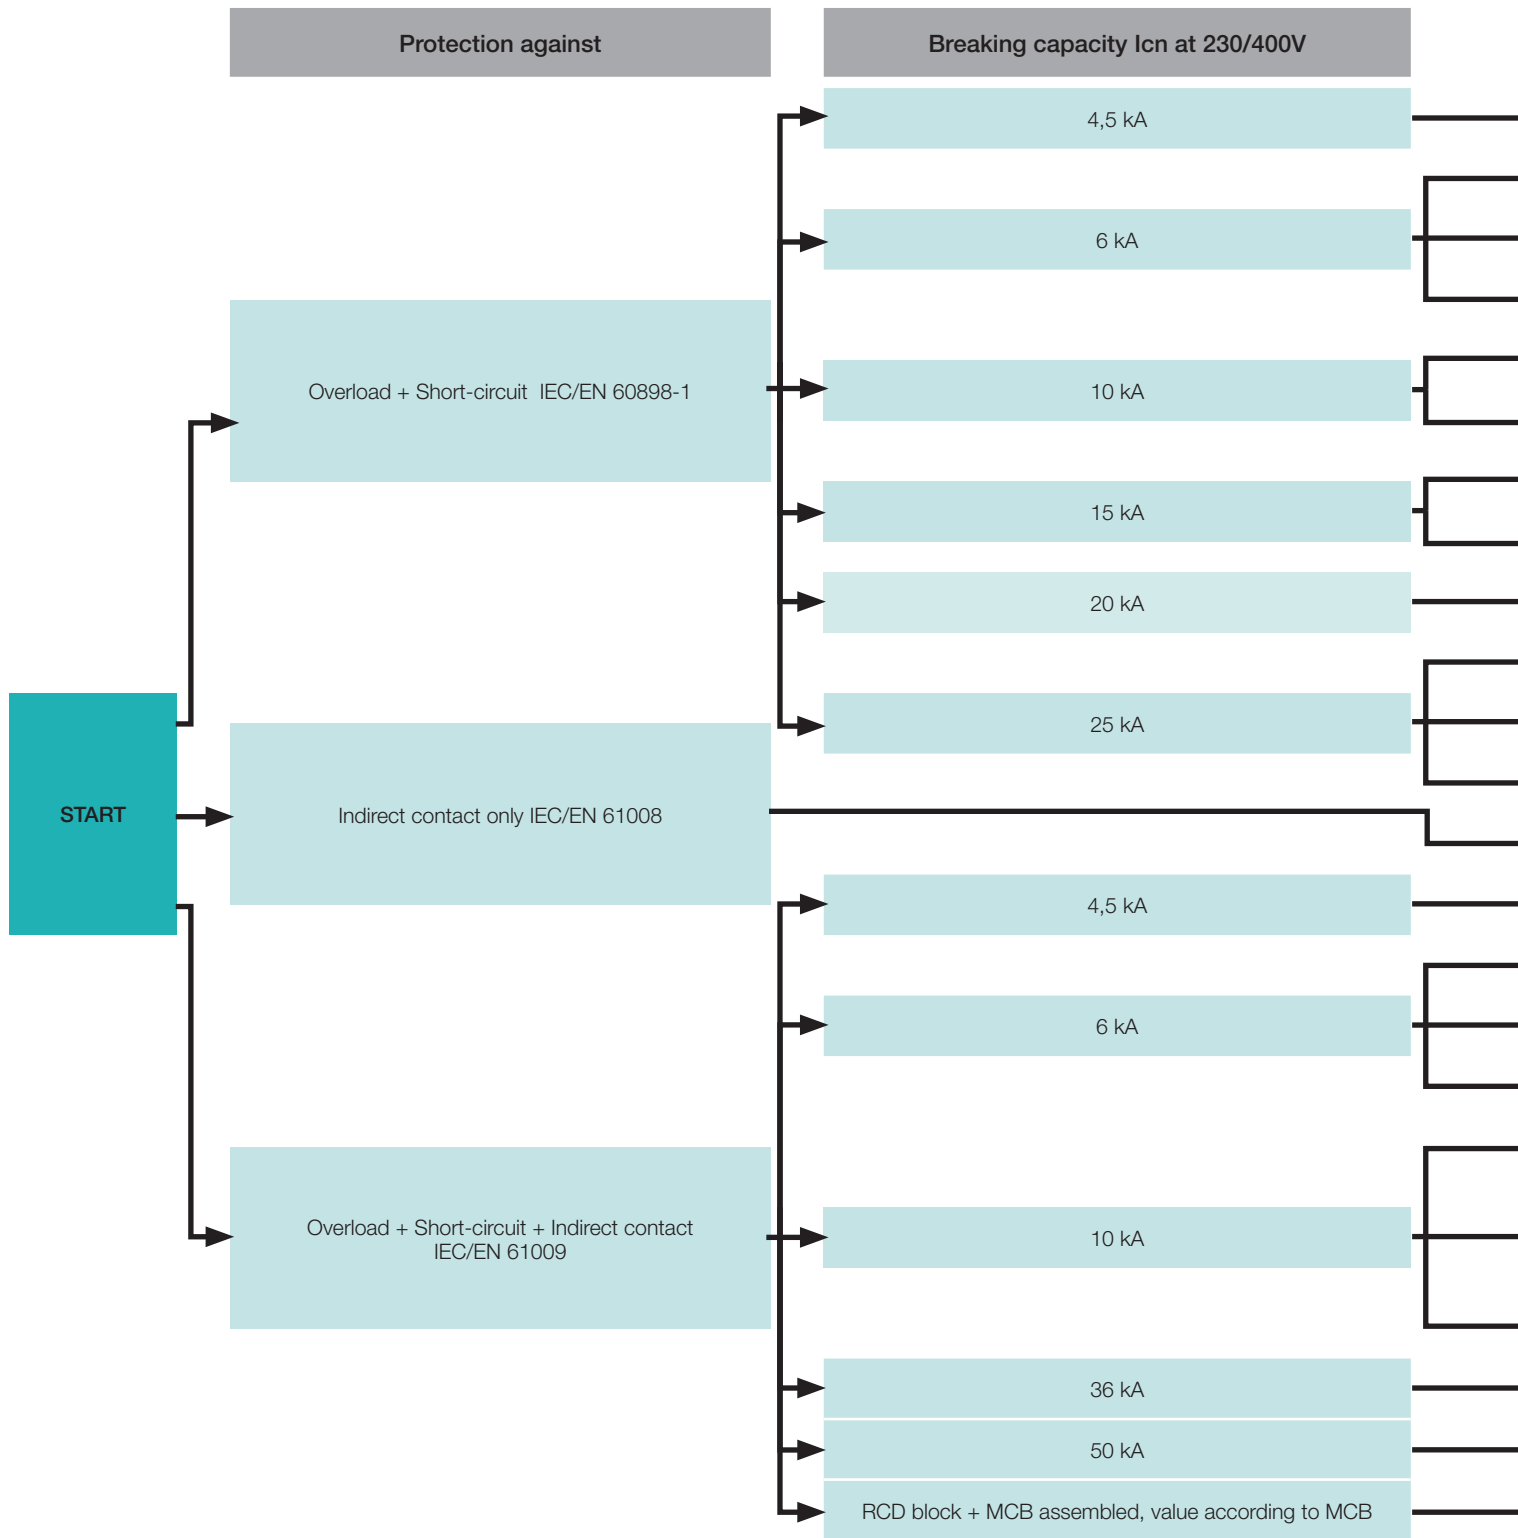 Protection against
Breaking capacity Icn at 230/400V
4,5 kA
6 kA
Overload + Short-circuit IEC/EN 60898-1
10 kA
15 kA
20 kA
25 kA
START
Indirect contact only IEC/EN 61008
4,5 kA
6 kA
Overload + Short-circuit + Indirect contact
IEC/EN 61009
10 kA
36 kA
50 kA
RCD block + MCB assembled, value according to MCB